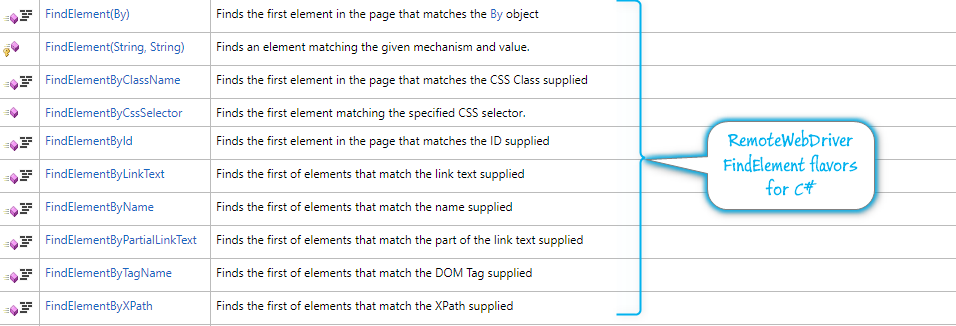 FindElement(By) Finds the first element in the page that matches the By object
FindElement(String, String) Finds an element matching the given mechanism and value.
FindElementByClassName Finds the first element in the page that matches the CSS Class supplied
FindElementByCssSelector Finds the first element matching the specified CSS selector.
FindElementById Finds the first element in the page that matches the ID supplied
FindElementByLinkText Finds the first of elements that match the link text supplied
FindElementByName Finds the first of elements that match the name supplied
FindElementByPartialLinkText Finds the first of elements that match the part of the link text supplied
FindElementByTagName Finds the first of elements that match the DOM Tag supplied
FindElementByXPath Finds the first of elements that match the XPath supplied
RemoteWebDriver
FindElement flavors
for C#